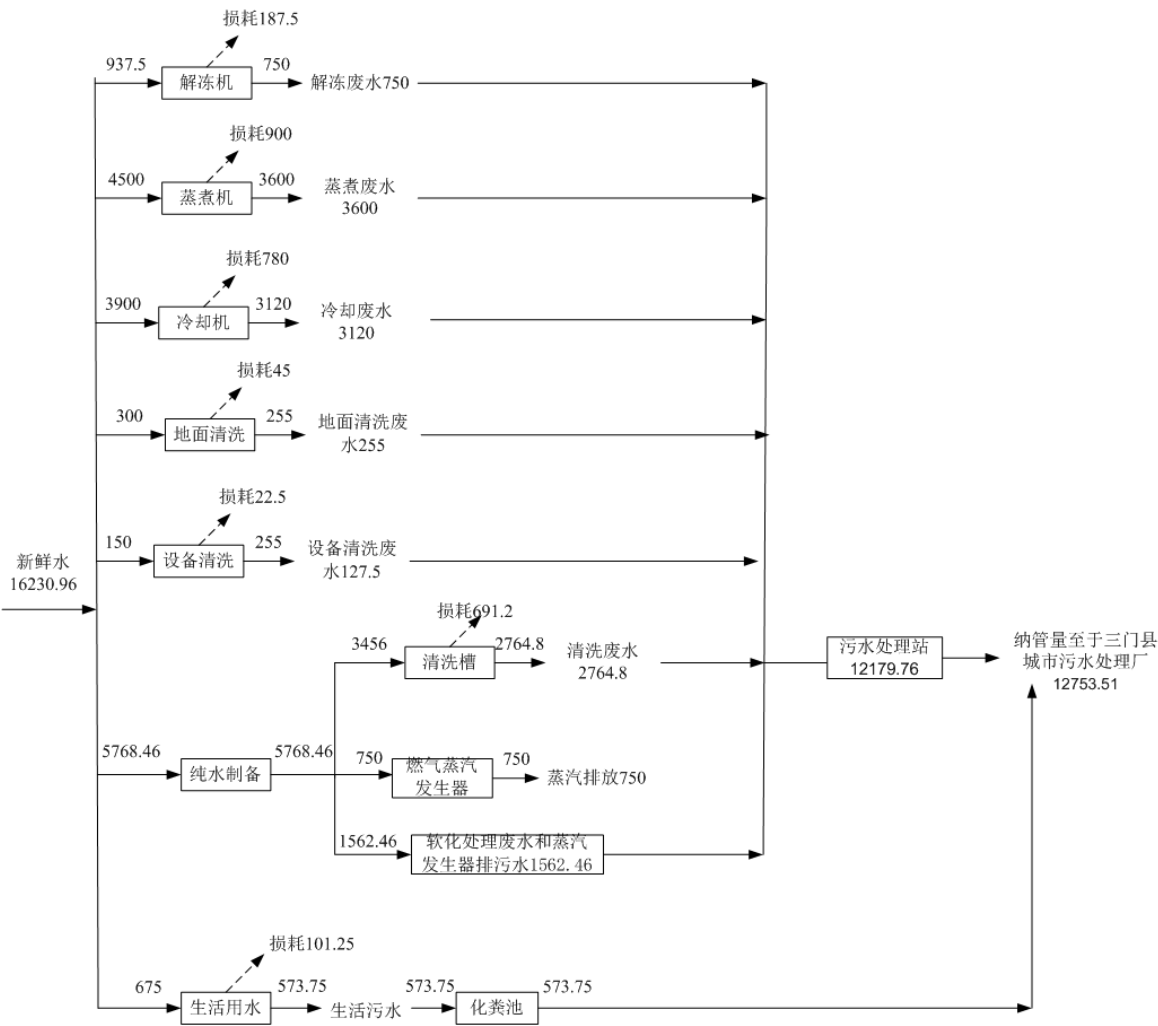 损耗187.5
937.5
解冻机
750
解冻废水750
损耗900
4500
蒸煮机
3600
蒸煮废水
3600
损耗780
3900
冷却机
3120
冷却废水
3120
损耗45
300
地面清洗
255
地面清洗废
水255
损耗22.5
150
设备清洗
255
设备清洗废
水127.5
新鲜水
16230.96
损耗691.2
3456
清洗槽
2764.8
清洗废水
2764.8
污水处理站
12179.76
纳管量至于三门县
城市污水处理厂
12753.51
5768.46
纯水制备
5768.46
750
燃气蒸汽
发生器
750
蒸汽排放750
1562.46
软化处理废水和蒸汽
发生器排污水1562.46
损耗101.25
675
生活用水
573.75
生活污水
573.75
化粪池
573.75